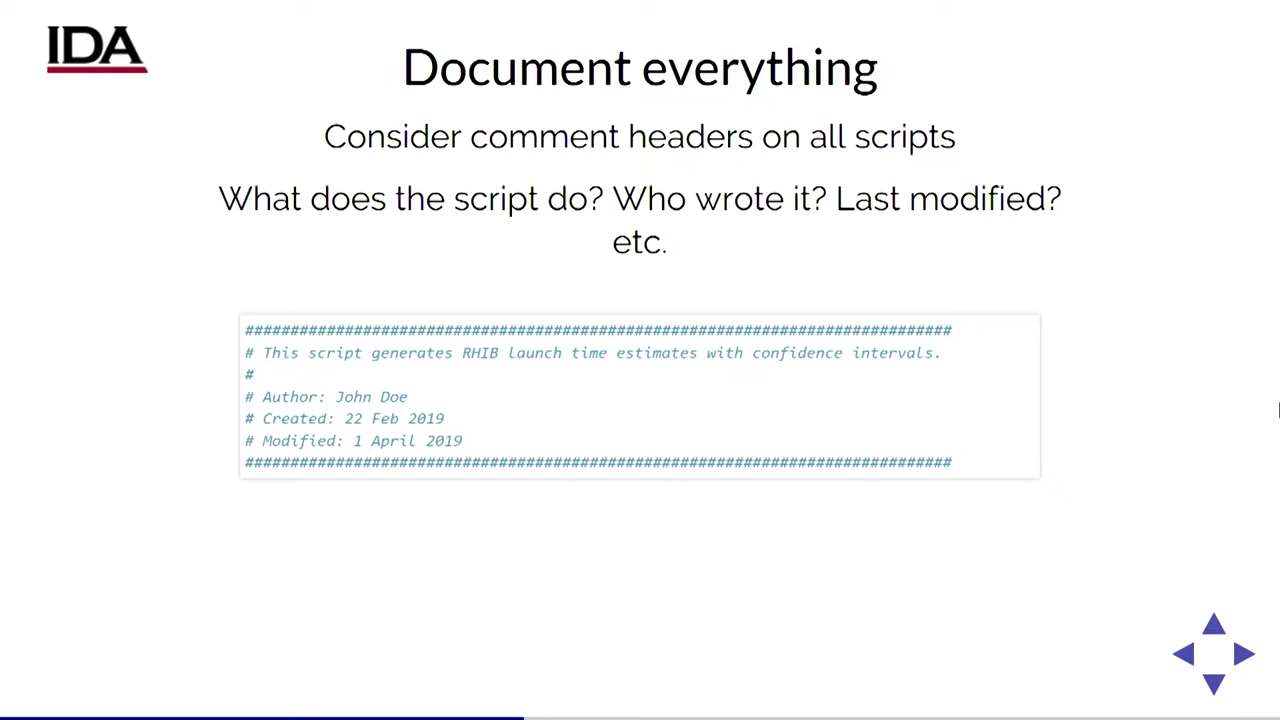 IDA
Document everything
Consider comment headers on all scripts
What does the script do? Who wrote it? Last modified?
etc.
##############################################################################
# This script generates RHIB launch time estimates with confidence intervals.
#
# Author: John Doe
# Created: 22 Feb 2019
# Modified: 1 April 2019
##############################################################################